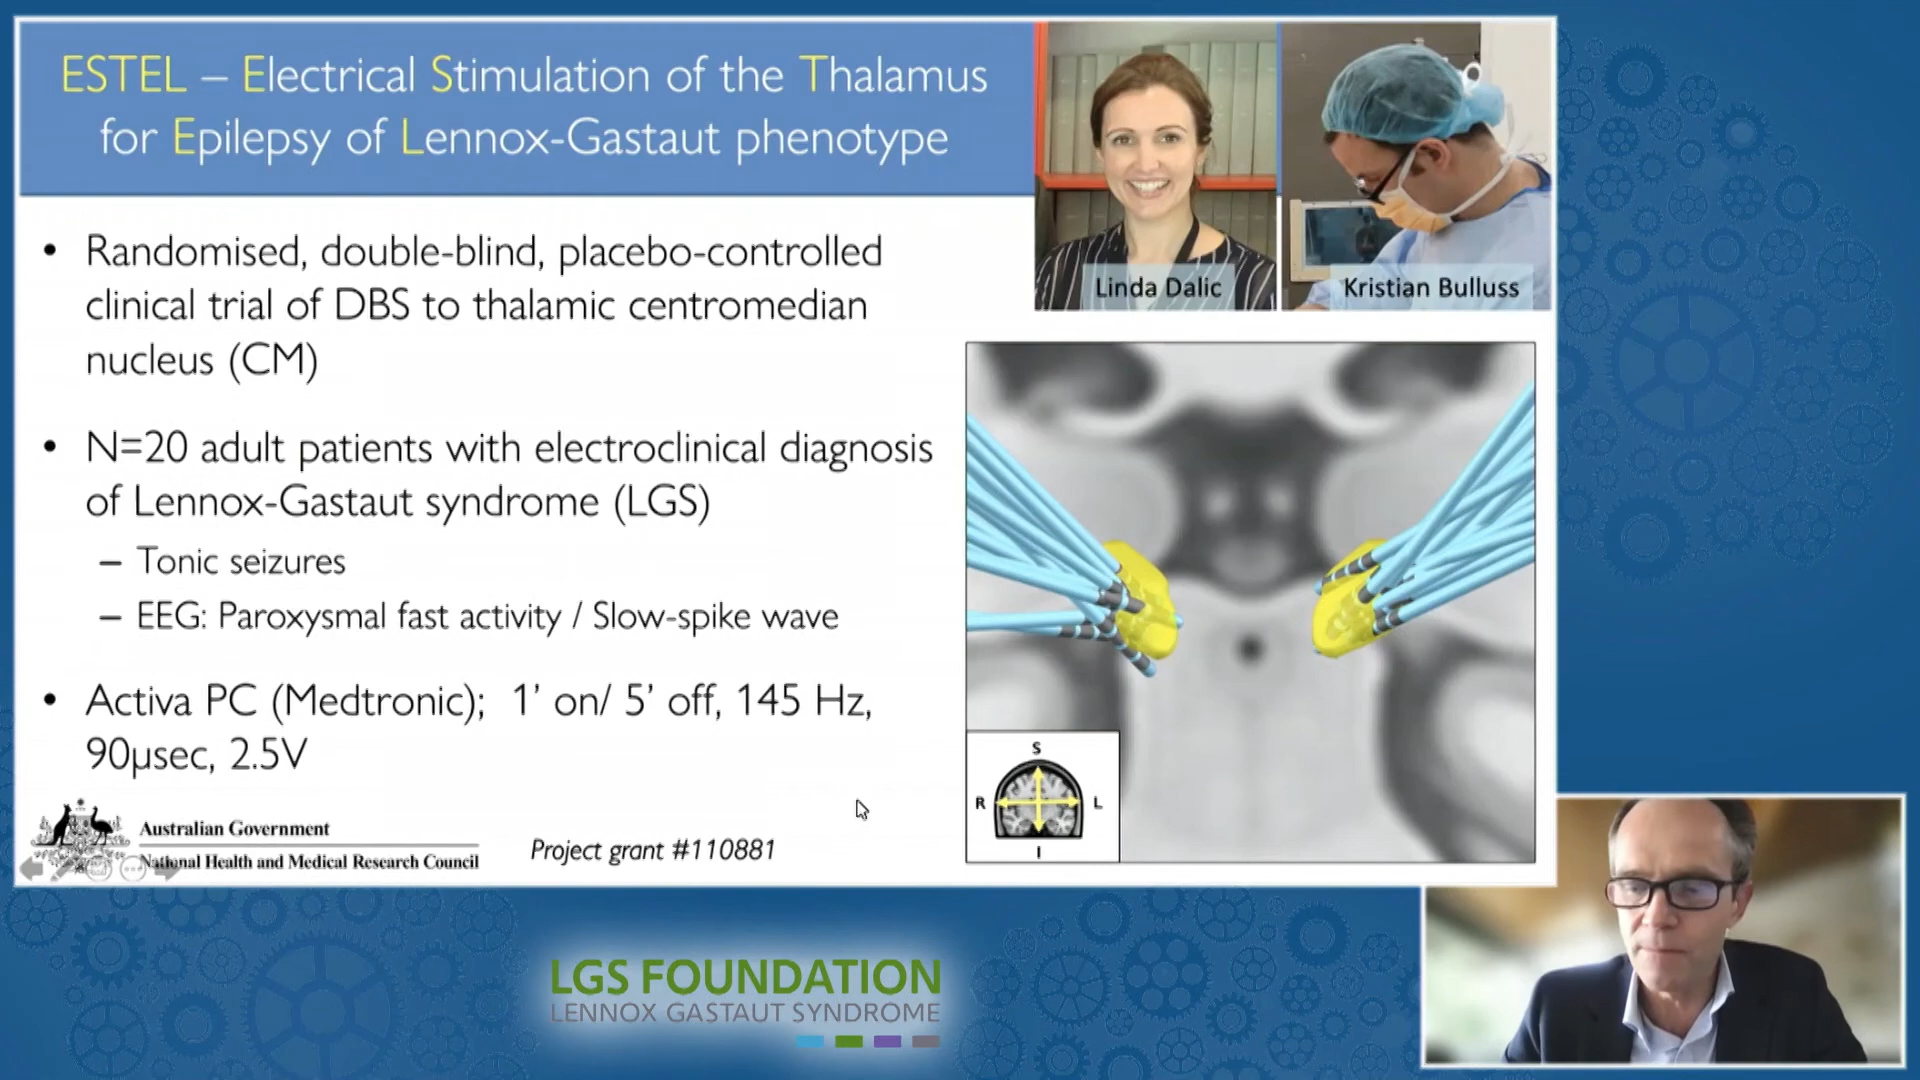 ESTEL – Electrical Stimulation of the Thalamus
for Epilepsy of Lennox-Gastaut phenotype
Linda Dalic
Kristian Bulluss
• Randomised, double-blind, placebo-controlled
clinical trial of DBS to thalamic centromedian
nucleus (CM)
• N=20 adult patients with electroclinical diagnosis
of Lennox-Gastaut syndrome (LGS)
– Tonic seizures
– EEG: Paroxysmal fast activity / Slow-spike wave
• Activa PC (Medtronic); 1’ on/ 5’ off, 145 Hz,
90µsec, 2.5V
S
R L
I
Australian Government
National Health and Medical Research Council
Project grant #110881
LGS FOUNDATION
LENNOX GASTAUT SYNDROME